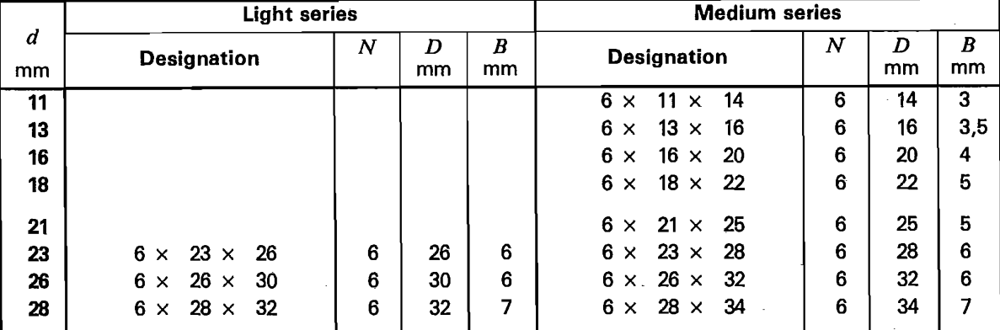 Light series Medium series
d
mm Designation N D
mm B
mm Designation N D
mm B
mm
11 6 × 11 × 14 6 14 3
13 6 × 13 × 16 6 16 3,5
16 6 × 16 × 20 6 20 4
18 6 × 18 × 22 6 22 5
21 6 × 21 × 25 6 25 5
23 6 × 23 × 26 6 26 6 6 × 23 × 28 6 28 6
26 6 × 26 × 30 6 30 6 6 × 26 × 32 6 32 6
28 6 × 28 × 32 6 32 7 6 × 28 × 34 6 34 7